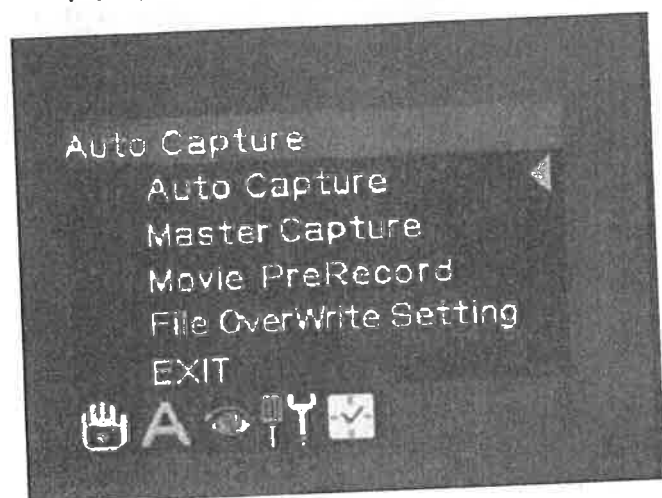 Auto Capture
Auto Capture
Master Capture
Movie PreRecord
File OverWrite Setting
EXIT
A